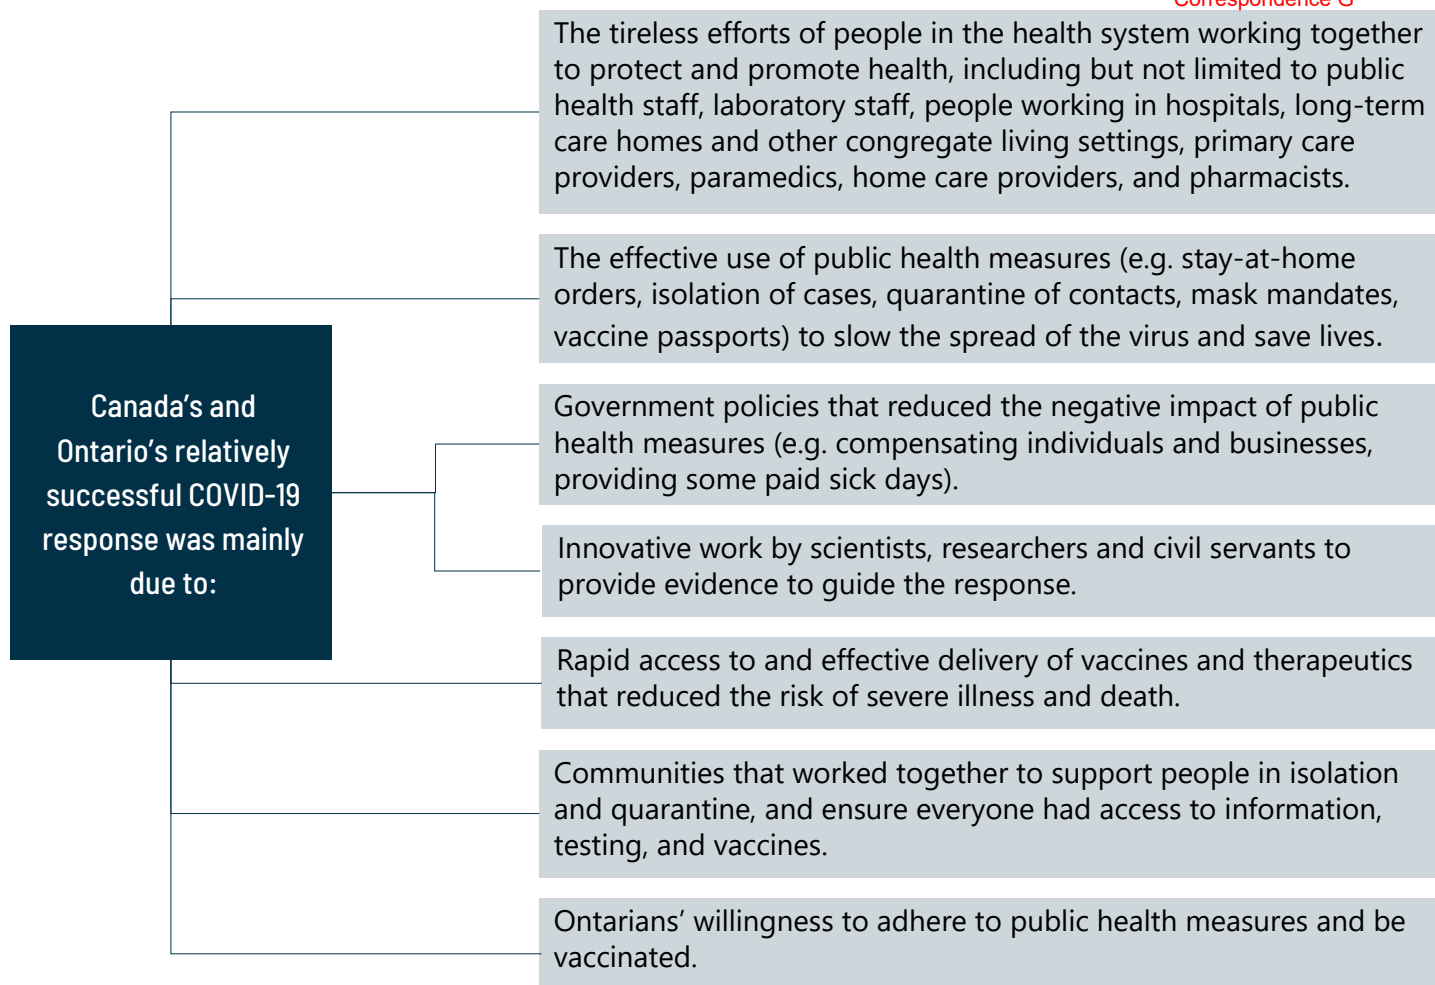 Correspondence G
The tireless efforts of people in the health system working together
to protect and promote health, including but not limited to public
health staff, laboratory staff, people working in hospitals, long-term
care homes and other congregate living settings, primary care
providers, paramedics, home care providers, and pharmacists.
The effective use of public health measures (e.g. stay-at-home
orders, isolation of cases, quarantine of contacts, mask mandates,
vaccine passports) to slow the spread of the virus and save lives.
Canada’s and
Ontario’s relatively
successful COVID-19
response was mainly
due to:
Government policies that reduced the negative impact of public
health measures (e.g. compensating individuals and businesses,
providing some paid sick days).
Innovative work by scientists, researchers and civil servants to
provide evidence to guide the response.
Rapid access to and effective delivery of vaccines and therapeutics
that reduced the risk of severe illness and death.
Communities that worked together to support people in isolation
and quarantine, and ensure everyone had access to information,
testing, and vaccines.
Ontarians’ willingness to adhere to public health measures and be
vaccinated.